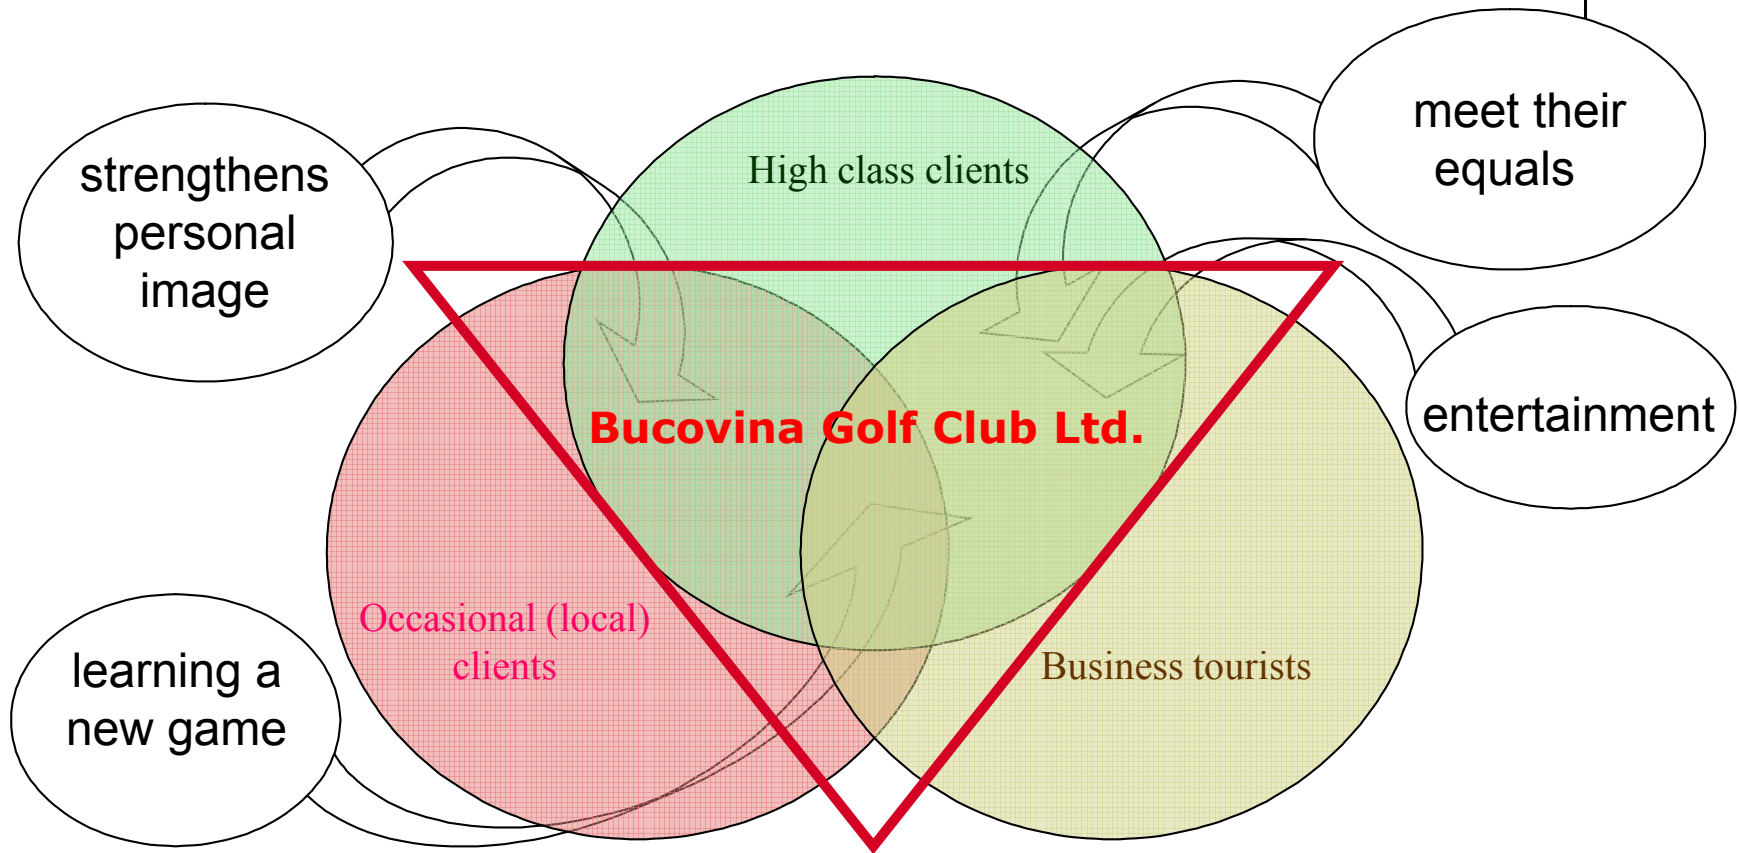 meet their
equals
strengthens
personal
image
High class clients
entertainment
Bucovina Golf Club Ltd.
Occasional (local)
clients
Business tourists
learning a
new game